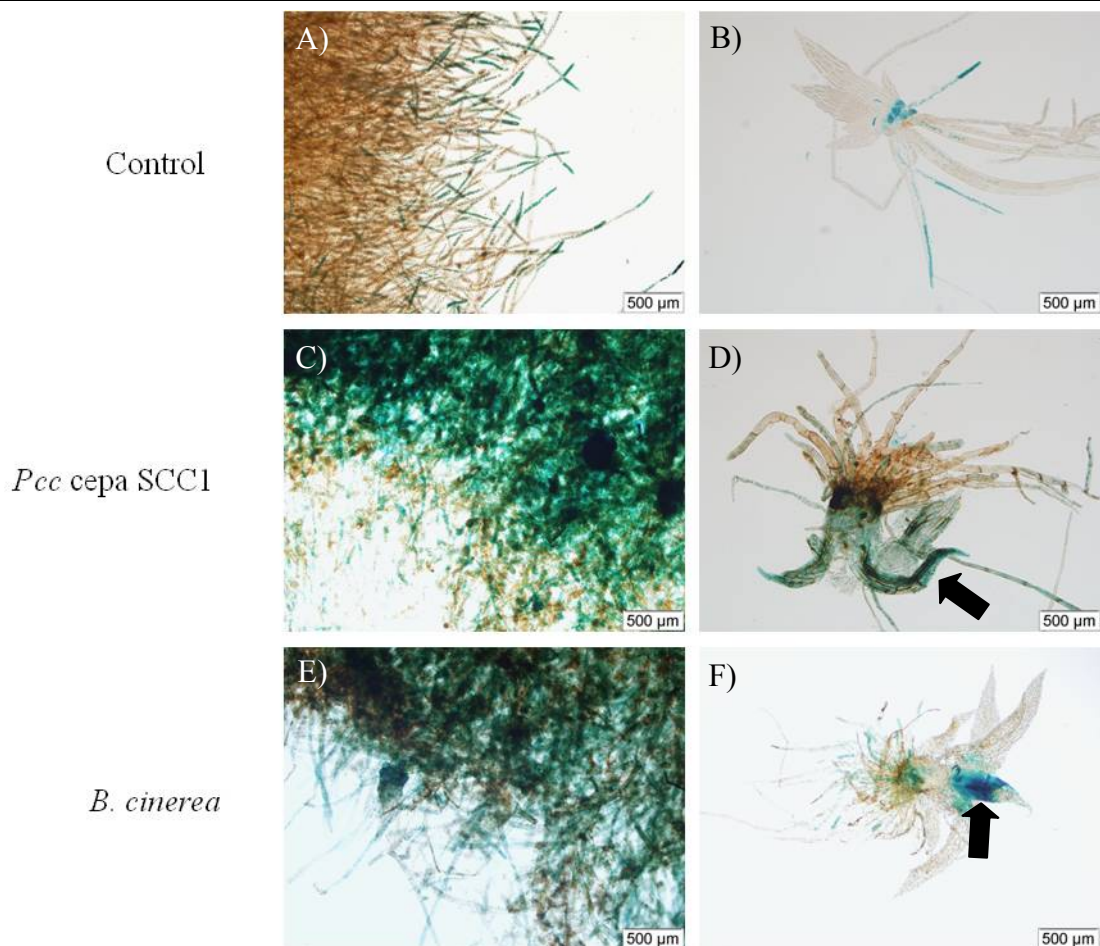 Control
A)
500 µm
B)
500 µm
Pcc cepa SCC1
C)
500 µm
D)
500 µm
B. cinerea
E)
500 µm
F)
500 µm